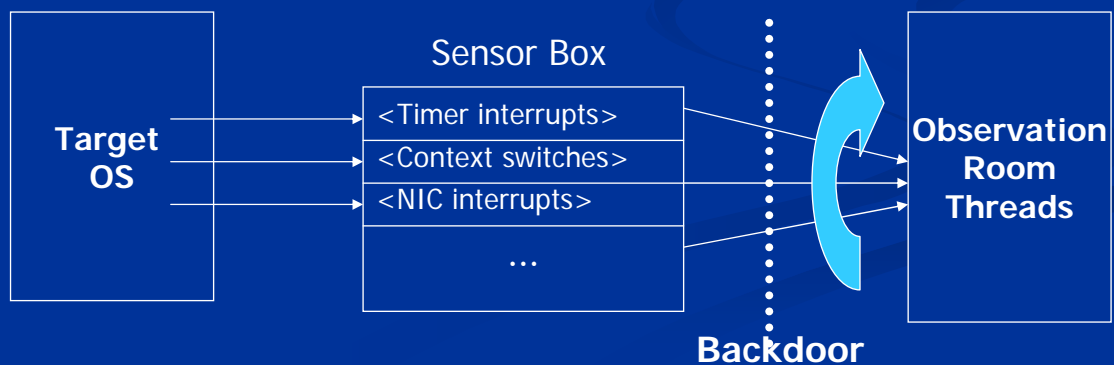 Sensor Box
Target
OS
<Timer interrupts>
<Context switches>
<NIC interrupts>
...
Observation
Room
Threads
Backdoor